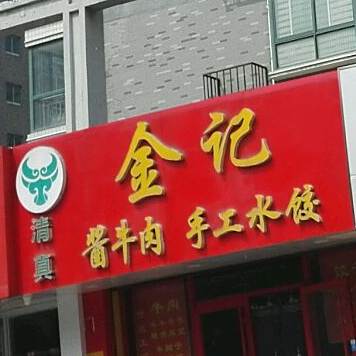 金记
清真
酱牛肉 手工水饺